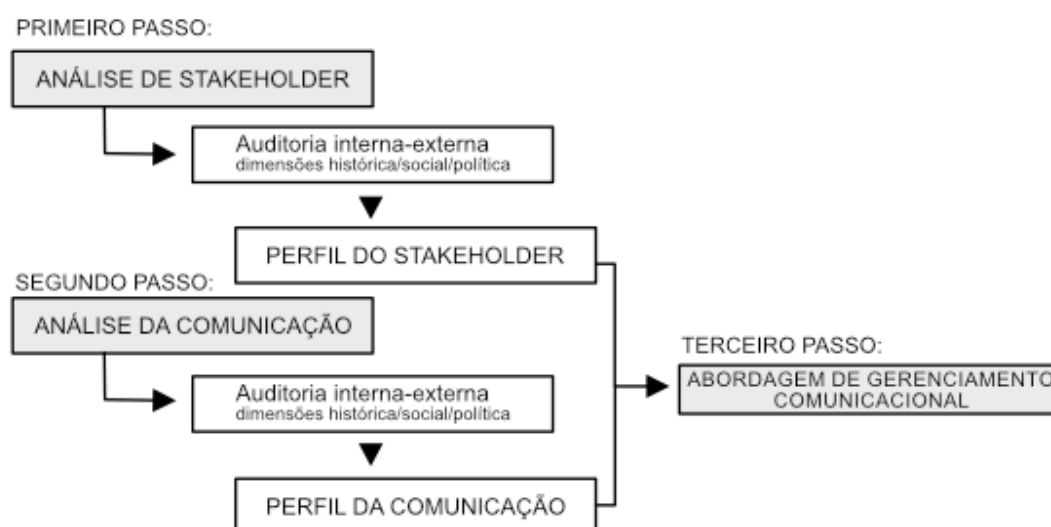 PRIMEIRO PASSO:
ANÁLISE DE STAKEHOLDER
Auditoria interna-externa
dimensões histórica/social/política
PERFIL DO STAKEHOLDER
SEGUNDO PASSO:
ANÁLISE DA COMUNICAÇÃO
Auditoria interna-externa
dimensões histórica/social/política
PERFIL DA COMUNICAÇÃO
TERCEIRO PASSO:
ABORDAGEM DE GERENCIAMENTO
COMUNICACIONAL